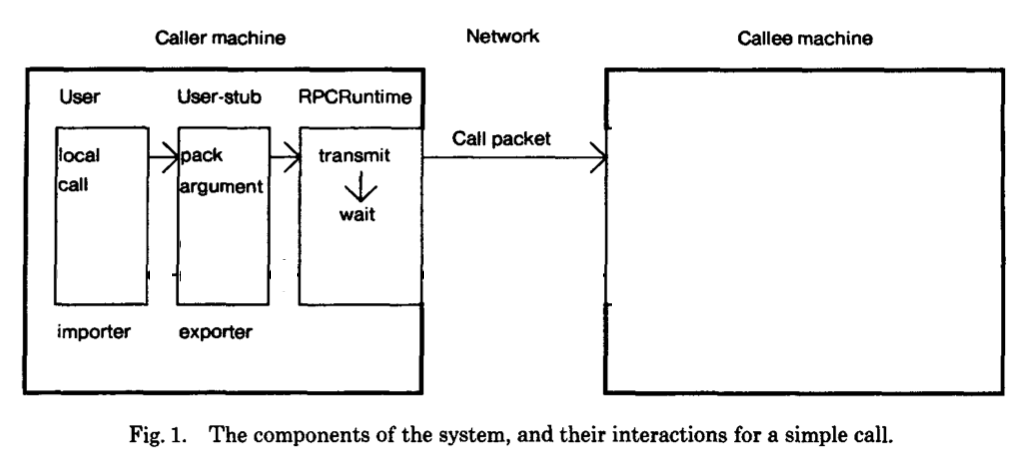 Caller machine
Network
Callee machine
User
User-stub
RPCRuntime
Call packet
local
call
pack
argument
transmit
wait
importer
exporter
Fig. 1. The components of the system, and their interactions for a simple call.